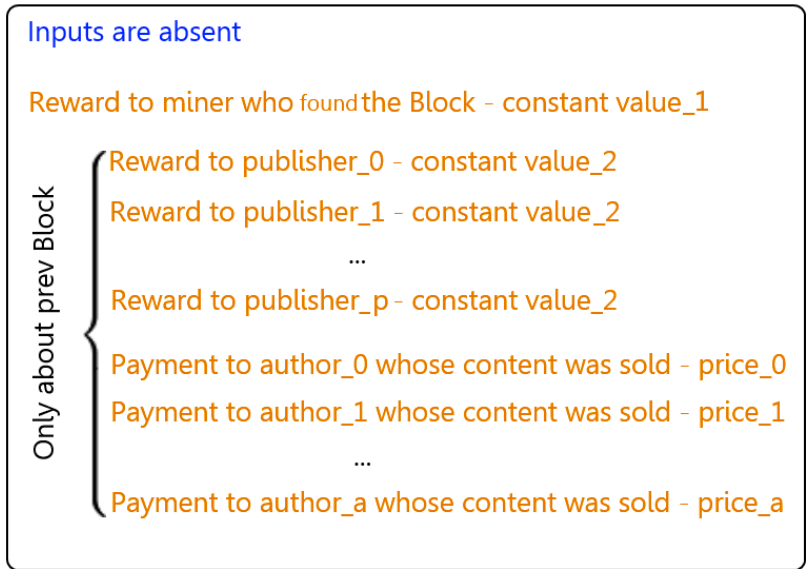 Inputs are absent
Reward to miner who found the Block - constant value_1
Only about prev Block
Reward to publisher_0 - constant value_2
Reward to publisher_1 - constant value_2
...
Reward to publisher_p - constant value_2
Payment to author_0 whose content was sold - price_0
Payment to author_1 whose content was sold - price_1
...
Payment to author_a whose content was sold - price_a